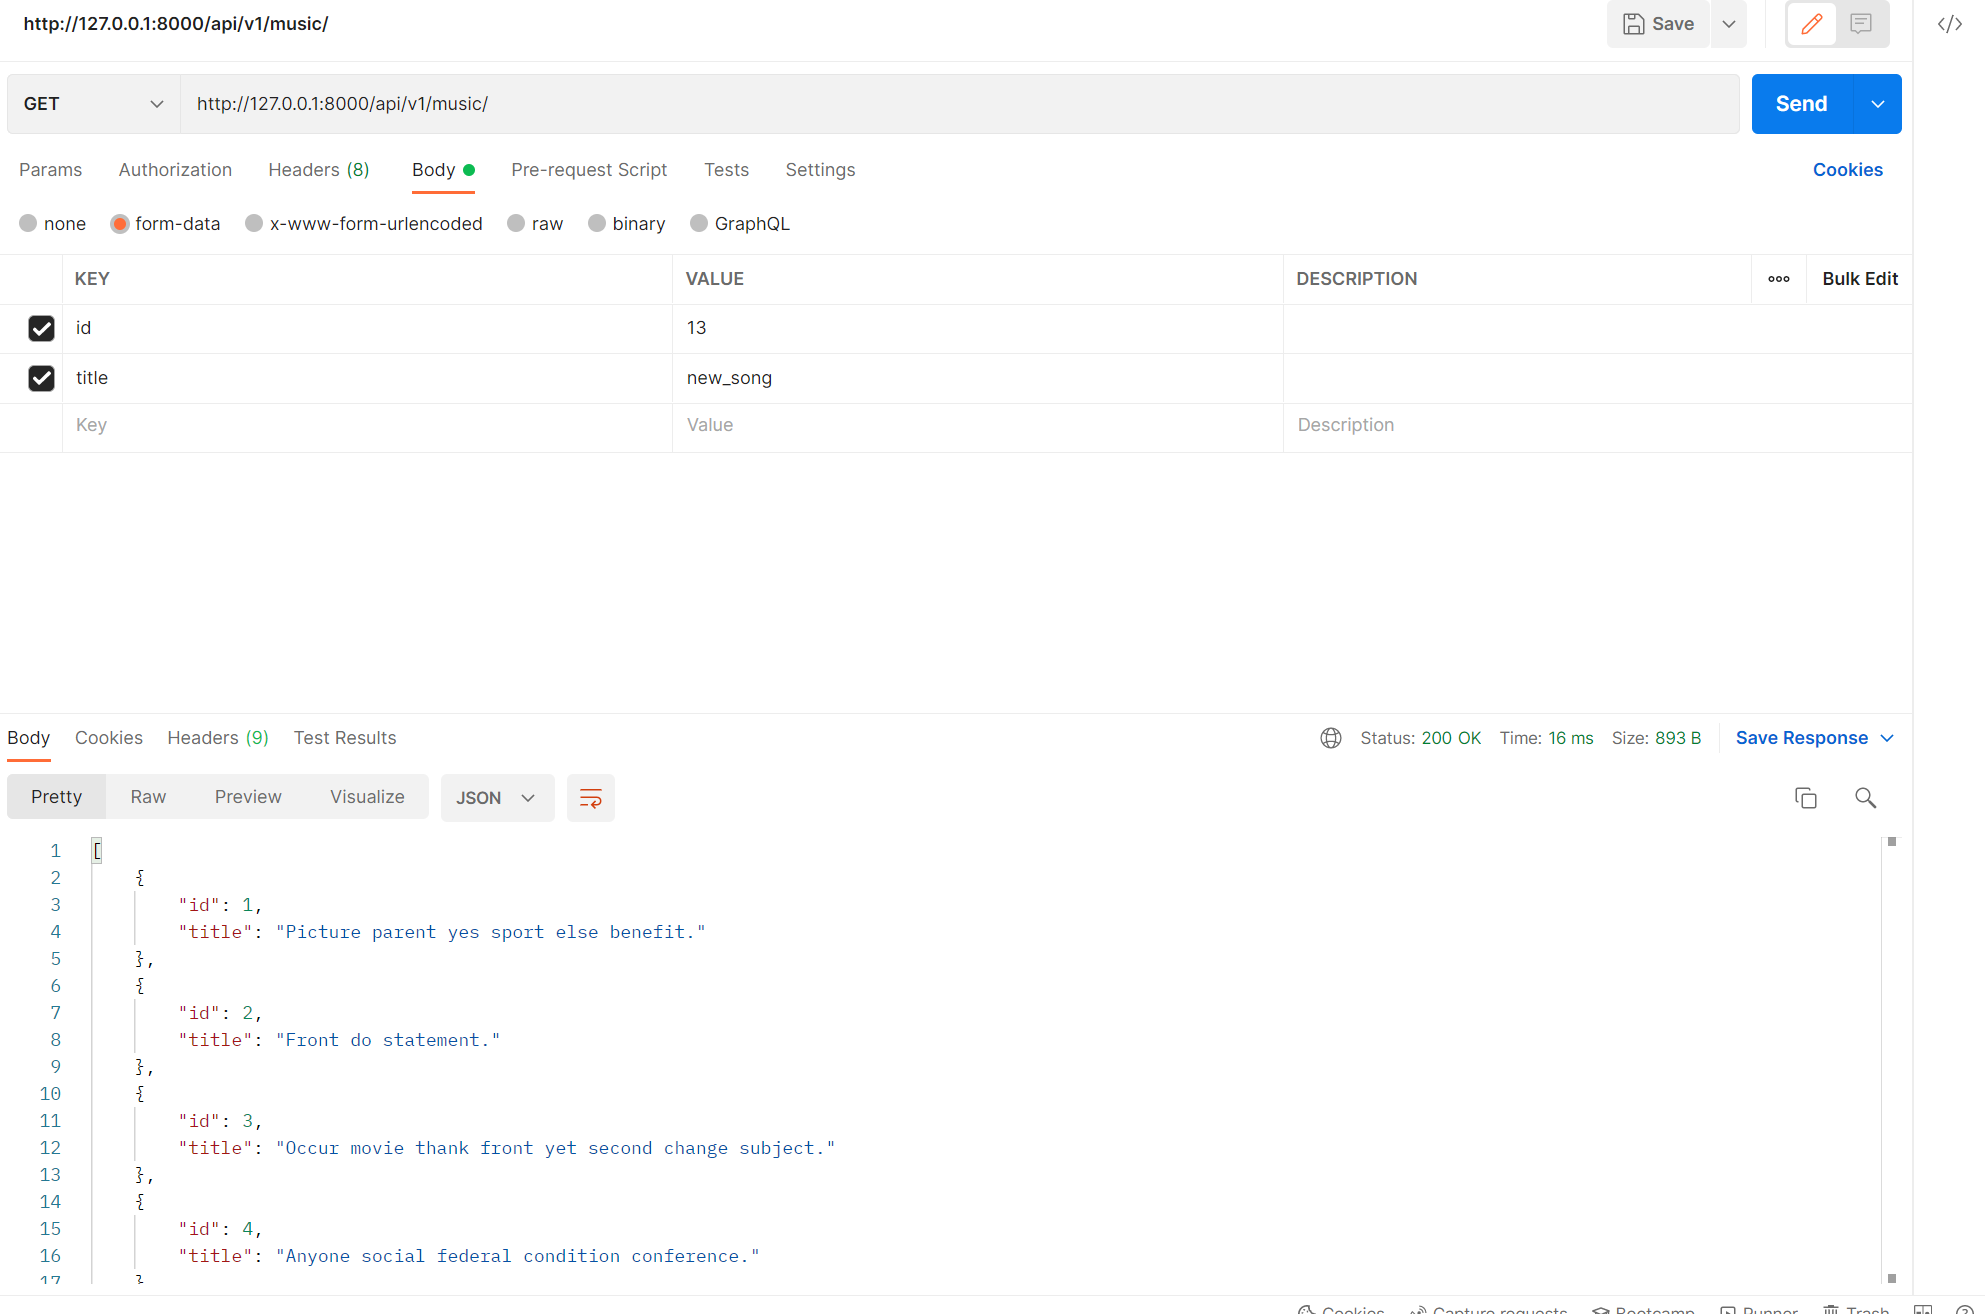 http://127.0.0.1:8000/api/v1/music/
Save
GET http://127.0.0.1:8000/api/v1/music/ Send
Params Authorization Headers (8) Body Pre-request Script Tests Settings Cookies
none form-data x-www-form-urlencoded raw binary GraphQL
KEY VALUE DESCRIPTION ooo Bulk Edit
id 13
title new_song
Key Value Description
Body Cookies Headers (9) Test Results Status: 200 OK Time: 16 ms Size: 893 B Save Response
Pretty Raw Preview Visualize JSON
1 [
2 {
3 "id": 1,
4 "title": "Picture parent yes sport else benefit."
5 },
6 {
7 "id": 2,
8 "title": "Front do statement."
9 },
10 {
11 "id": 3,
12 "title": "Occur movie thank front yet second change subject."
13 },
14 {
15 "id": 4,
16 "title": "Anyone social federal condition conference."
17 }
Cookies Capture requests Bootcamp Runner Trash